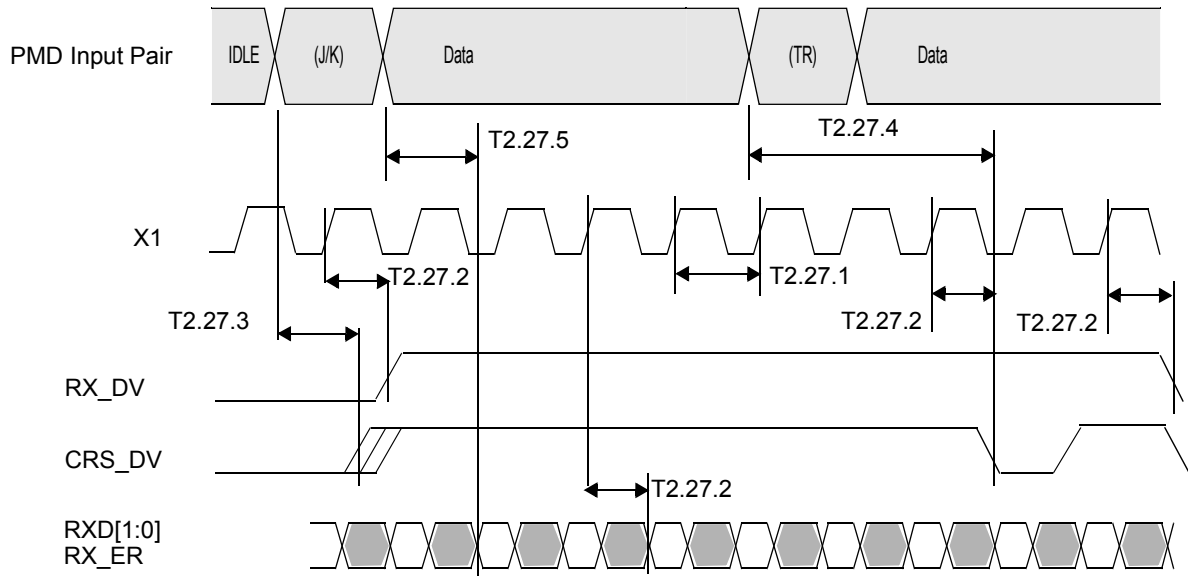 PMD Input Pair
IDLE
(J/K)
Data
(TR)
Data
T2.27.5
T2.27.4
X1
T2.27.2
T2.27.1
T2.27.3
T2.27.2
T2.27.2
RX_DV
CRS_DV
T2.27.2
RXD[1:0]
RX_ER